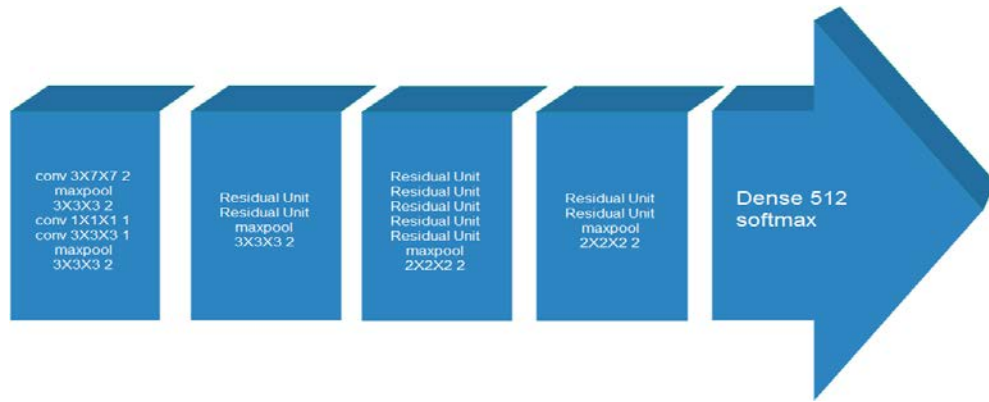 conv 3X7X7 2
maxpool
3X3X3 2
conv 1X1X1 1
conv 3X3X3 1
maxpool
3X3X3 2
Residual Unit
Residual Unit
maxpool
3X3X3 2
Residual Unit
Residual Unit
Residual Unit
Residual Unit
Residual Unit
maxpool
2X2X2 2
Residual Unit
Residual Unit
maxpool
2X2X2 2
Dense 512
softmax